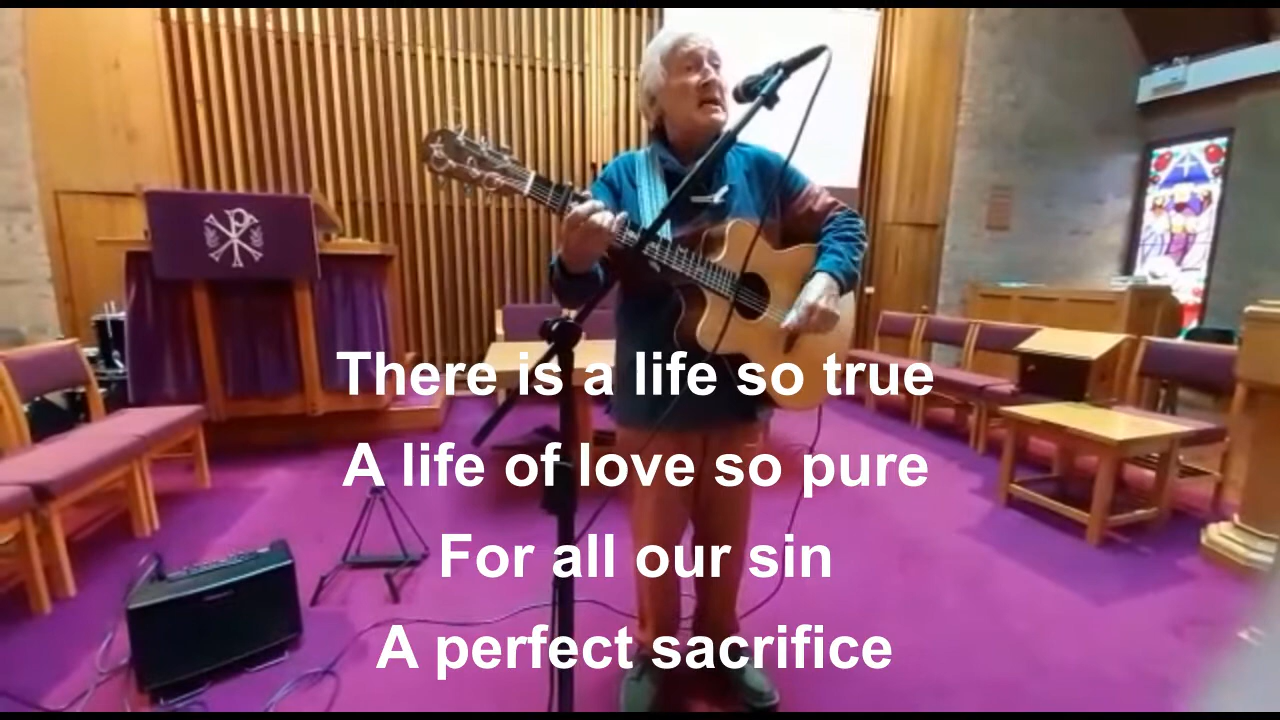 There is a life so true
A life of love so pure
For all our sin
A perfect sacrifice